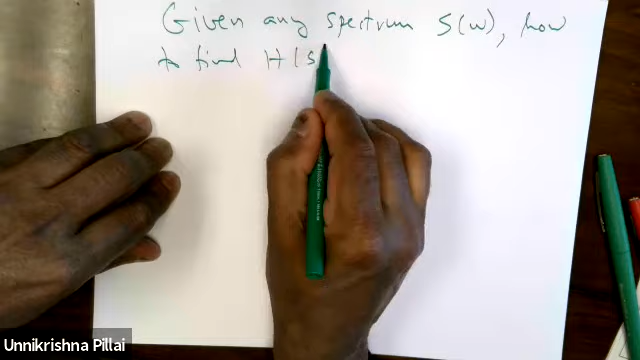 Given any spectrum S(ω), how
to find H(s
Unnikrishna Pillai